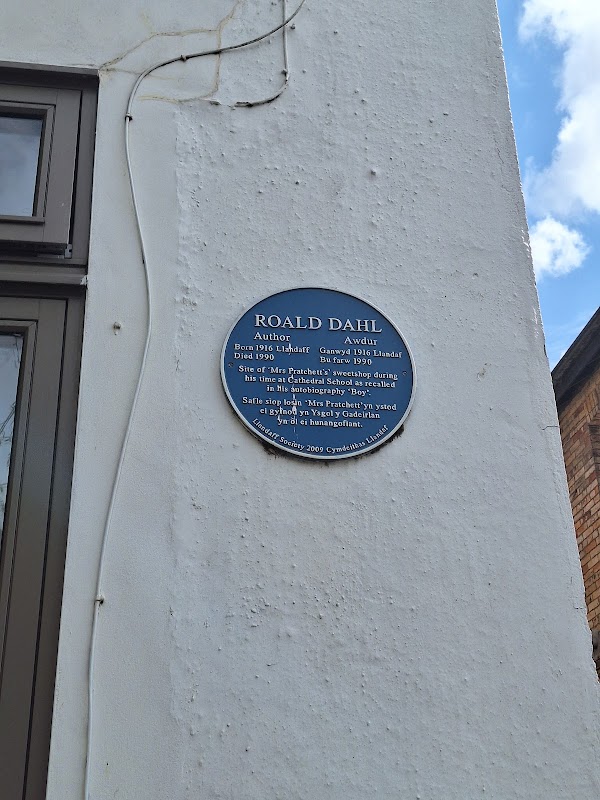 ROALD DAHL
Author Awdur
Born 1916 Llandaff Ganwyd 1916 Llandaf
Died 1990 Bu farw 1990
Site of 'Mrs Pratchett's' sweetshop during
his time at Cathedral School as recalled
in his autobiography 'Boy'.
Safle siop losin 'Mrs Pratchett' yn ystod
ei gyfnod yn Ysgol y Gadeirlan
yn ôl ei hunangofiant.
Llandaff Society 2009 Cymdeithas Llandaf